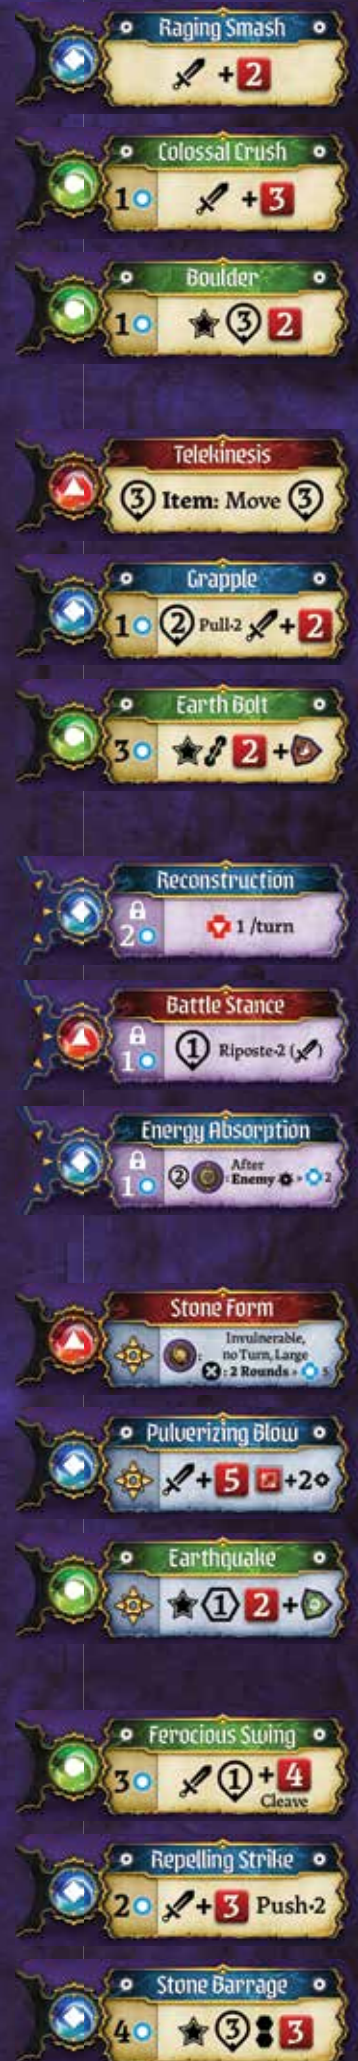 Raging Smash
+2
Colossal Crush
1 +3
Boulder
1 3 2
Telekinesis
3 Item: Move 3
Grapple
1 2 Pull-2 +2
Earth Bolt
3 2 +
Reconstruction
2 1 /turn
Battle Stance
1 1 Riposte-2 ( )
Energy Absorption
After
1 2 : Enemy » 2
Stone Form
Invulnerable,
: no Turn, Large
: 2 Rounds » 5
Pulverizing Blow
+5 +2
Earthquake
1 2 +
Ferocious Swing
3 1 +4
Cleave
Repelling Strike
2 +3 Push-2
Stone Barrage
4 3 3